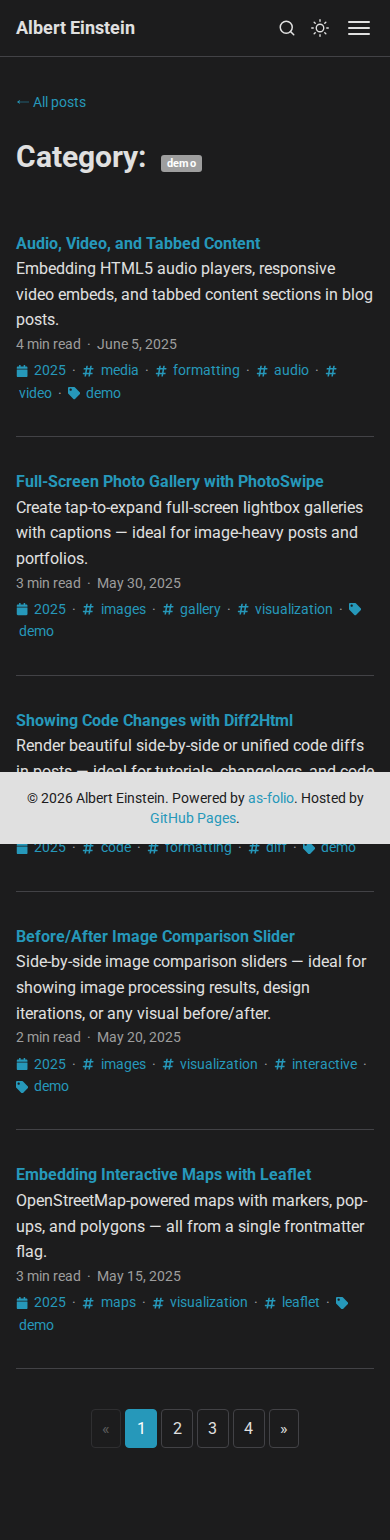 Albert Einstein
← All posts
Category: demo
Audio, Video, and Tabbed Content
Embedding HTML5 audio players, responsive
video embeds, and tabbed content sections in blog
posts.
4 min read · June 5, 2025
2025 · # media · # formatting · # audio · #
video · demo
Full-Screen Photo Gallery with PhotoSwipe
Create tap-to-expand full-screen lightbox galleries
with captions — ideal for image-heavy posts and
portfolios.
3 min read · May 30, 2025
2025 · # images · # gallery · # visualization ·
demo
Showing Code Changes with Diff2Html
Render beautiful side-by-side or unified code diffs
in posts — ideal for tutorials, changelogs, and code
© 2026 Albert Einstein. Powered by as-folio. Hosted by
GitHub Pages.
2025 · # code · # formatting · # diff · demo
Before/After Image Comparison Slider
Side-by-side image comparison sliders — ideal for
showing image processing results, design
iterations, or any visual before/after.
2 min read · May 20, 2025
2025 · # images · # visualization · # interactive ·
demo
Embedding Interactive Maps with Leaflet
OpenStreetMap-powered maps with markers, pop-
ups, and polygons — all from a single frontmatter
flag.
3 min read · May 15, 2025
2025 · # maps · # visualization · # leaflet ·
demo
« 1 2 3 4 »